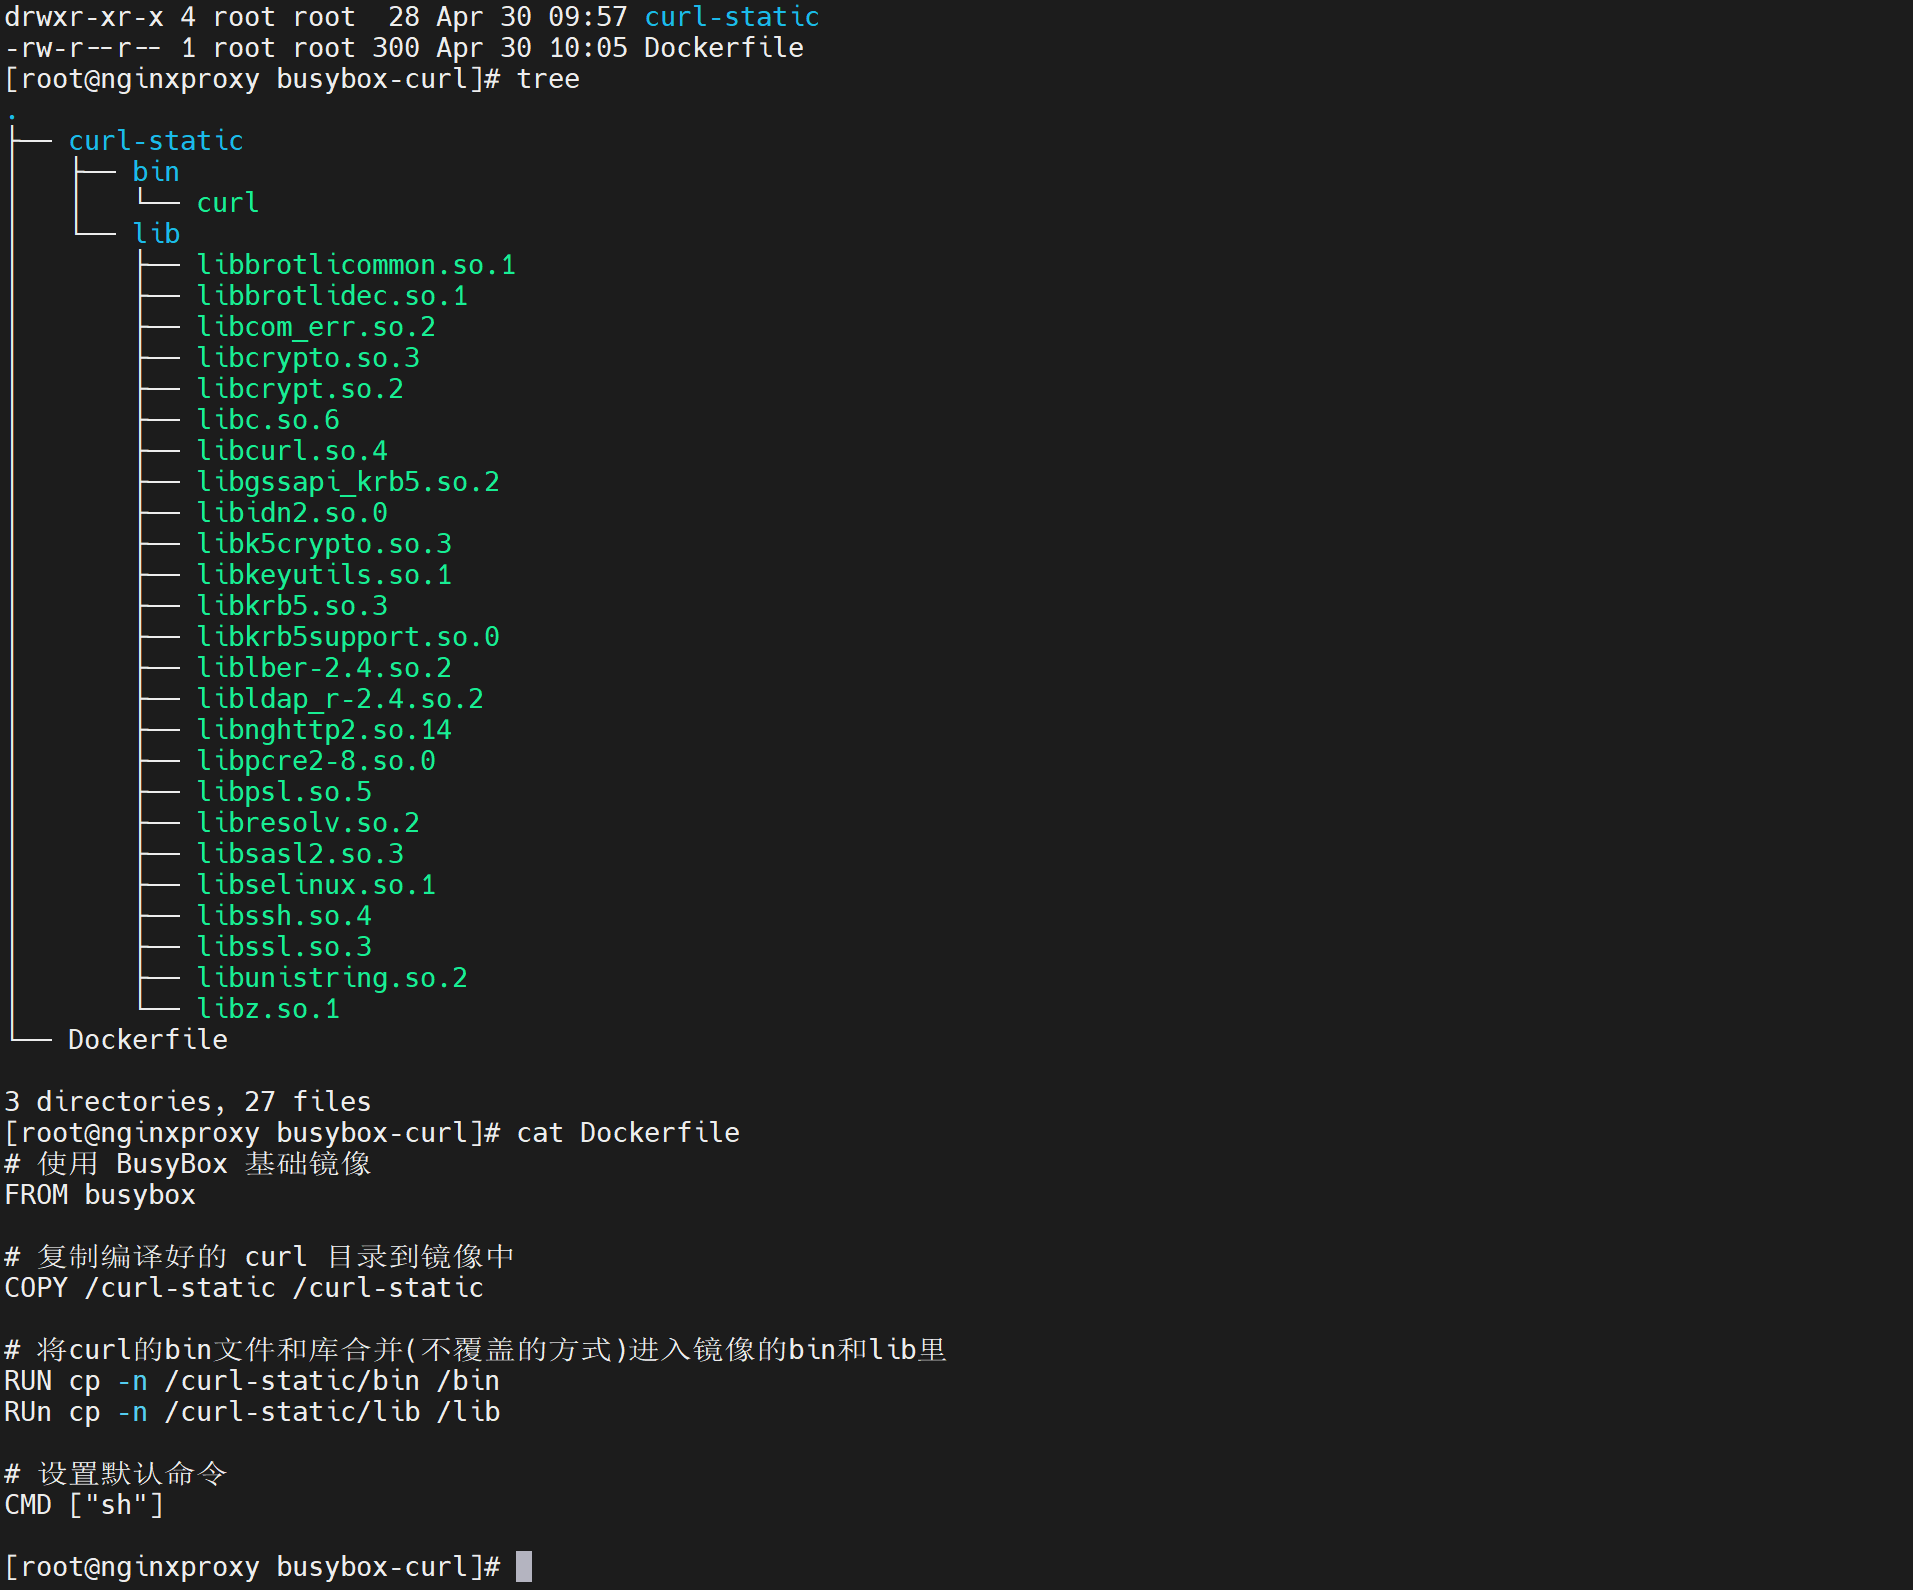 drwxr-xr-x 4 root root  28 Apr 30 09:57 curl-static
-rw-r--r-- 1 root root 300 Apr 30 10:05 Dockerfile
[root@nginxproxy busybox-curl]# tree
.
├── curl-static
│   ├── bin
│   │   └── curl
│   └── lib
│       ├── libbrotlicommon.so.1
│       ├── libbrotlidec.so.1
│       ├── libcom_err.so.2
│       ├── libcrypto.so.3
│       ├── libcrypt.so.2
│       ├── libc.so.6
│       ├── libcurl.so.4
│       ├── libgssapi_krb5.so.2
│       ├── libidn2.so.0
│       ├── libk5crypto.so.3
│       ├── libkeyutils.so.1
│       ├── libkrb5.so.3
│       ├── libkrb5support.so.0
│       ├── liblber-2.4.so.2
│       ├── libldap_r-2.4.so.2
│       ├── libnghttp2.so.14
│       ├── libpcre2-8.so.0
│       ├── libpsl.so.5
│       ├── libresolv.so.2
│       ├── libsasl2.so.3
│       ├── libselinux.so.1
│       ├── libssh.so.4
│       ├── libssl.so.3
│       ├── libunistring.so.2
│       └── libz.so.1
└── Dockerfile
3 directories, 27 files
[root@nginxproxy busybox-curl]# cat Dockerfile
# 使用 BusyBox 基础镜像
FROM busybox
# 复制编译好的 curl 目录到镜像中
COPY /curl-static /curl-static
# 将curl的bin文件和库合并(不覆盖的方式)进入镜像的bin和lib里
RUN cp -n /curl-static/bin /bin
RUn cp -n /curl-static/lib /lib
# 设置默认命令
CMD ["sh"]
[root@nginxproxy busybox-curl]#